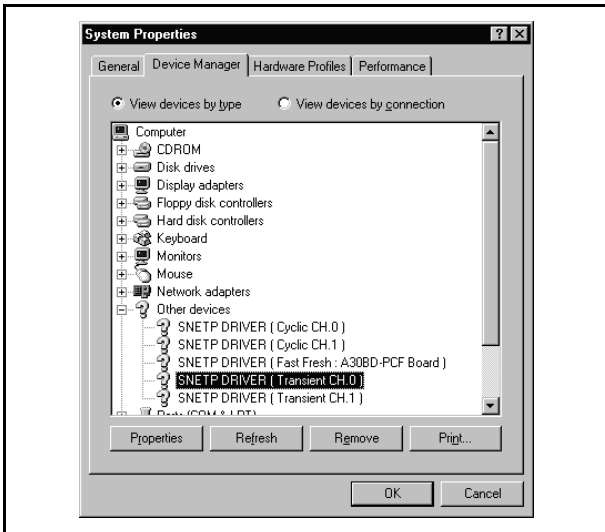 System Properties
General Device Manager Hardware Profiles Performance
View devices by type View devices by connection
Computer
CDROM
Disk drives
Display adapters
Floppy disk controllers
Hard disk controllers
Keyboard
Monitors
Mouse
Network adapters
Other devices
SNETP DRIVER ( Cyclic CH.0 )
SNETP DRIVER ( Cyclic CH.1 )
SNETP DRIVER ( Fast Fresh : A30BD-PCF Board )
SNETP DRIVER ( Transient CH.0 )
SNETP DRIVER ( Transient CH.1 )
Ports (COM & LPT)
Properties Refresh Remove Print...
OK Cancel